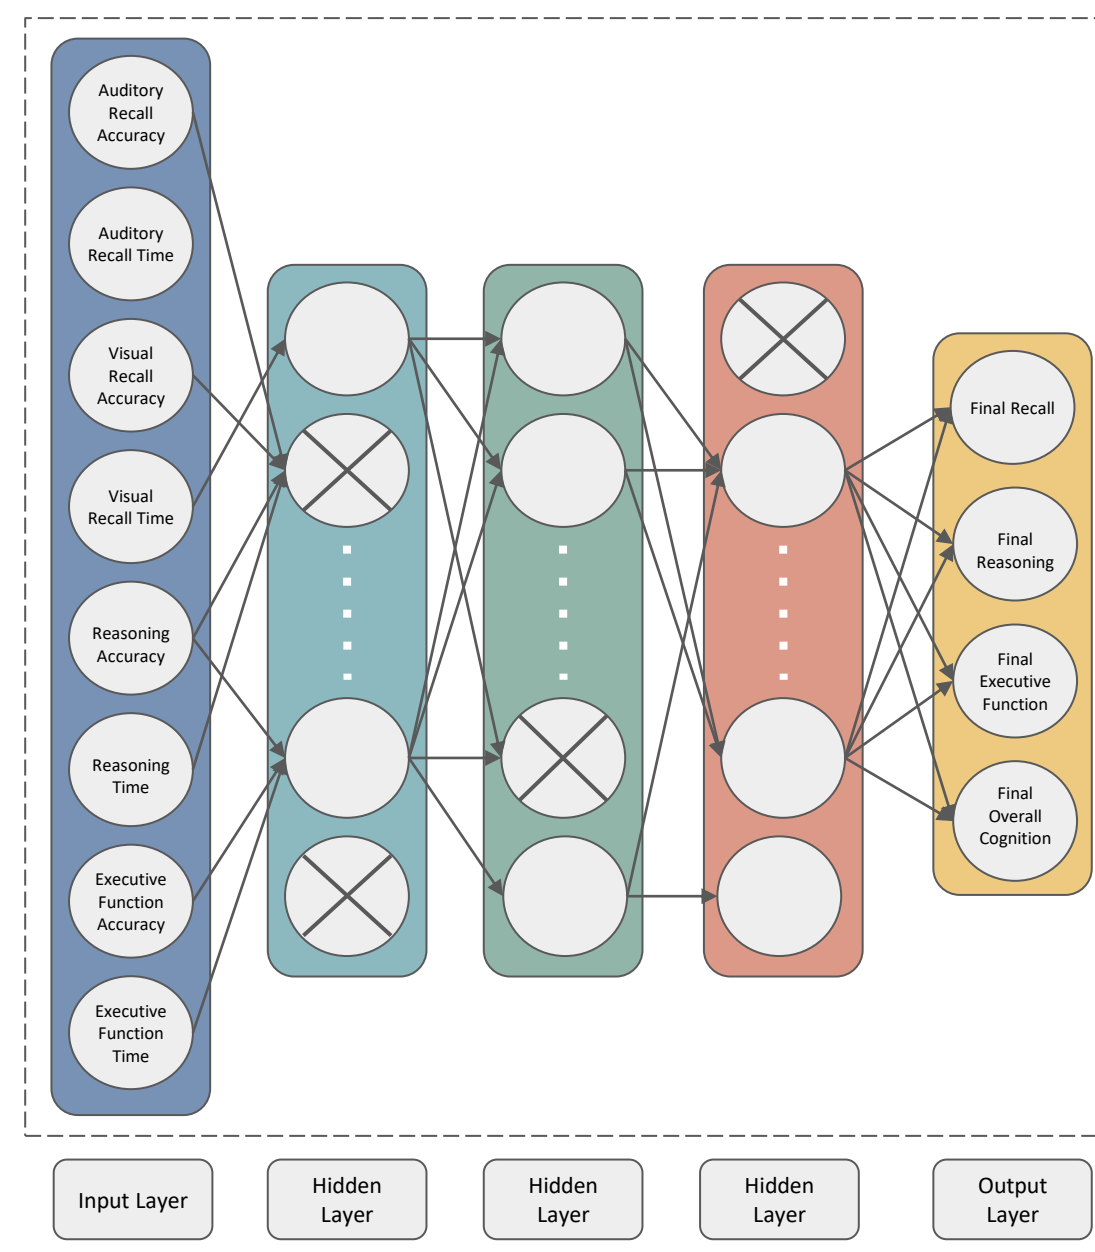 Auditory
Recall
Accuracy
Auditory
Recall Time
Visual
Recall
Accuracy
Visual
Recall Time
Reasoning
Accuracy
Reasoning
Time
Executive
Function
Accuracy
Executive
Function
Time
Final Recall
Final
Reasoning
Final
Executive
Function
Final
Overall
Cognition
Input Layer
Hidden
Layer
Hidden
Layer
Hidden
Layer
Output
Layer